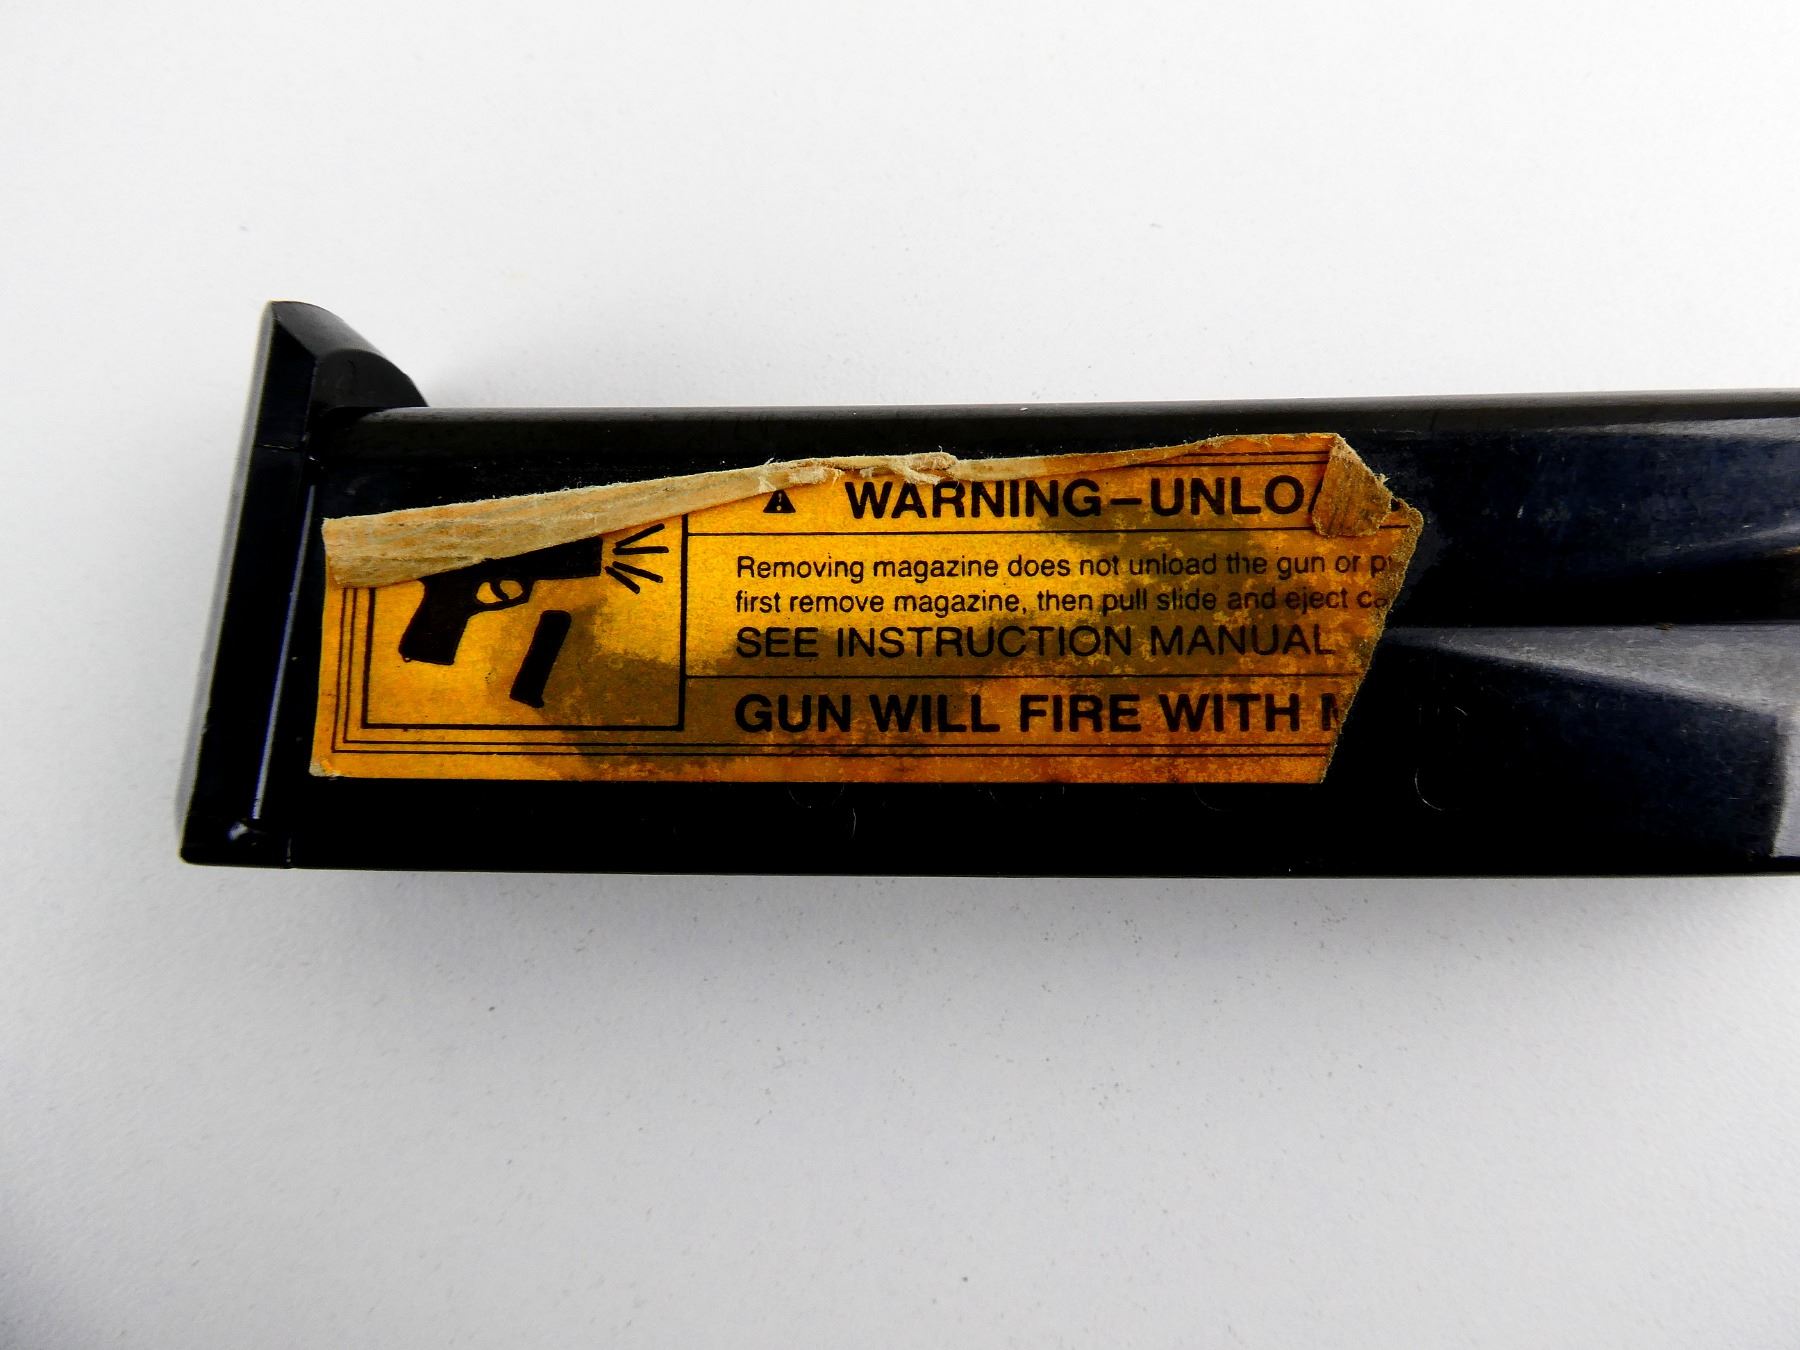 WARNING–UNLO
Removing magazine does not unload the gun or p
first remove magazine, then pull slide and eject ca
SEE INSTRUCTION MANUAL
GUN WILL FIRE WITH M